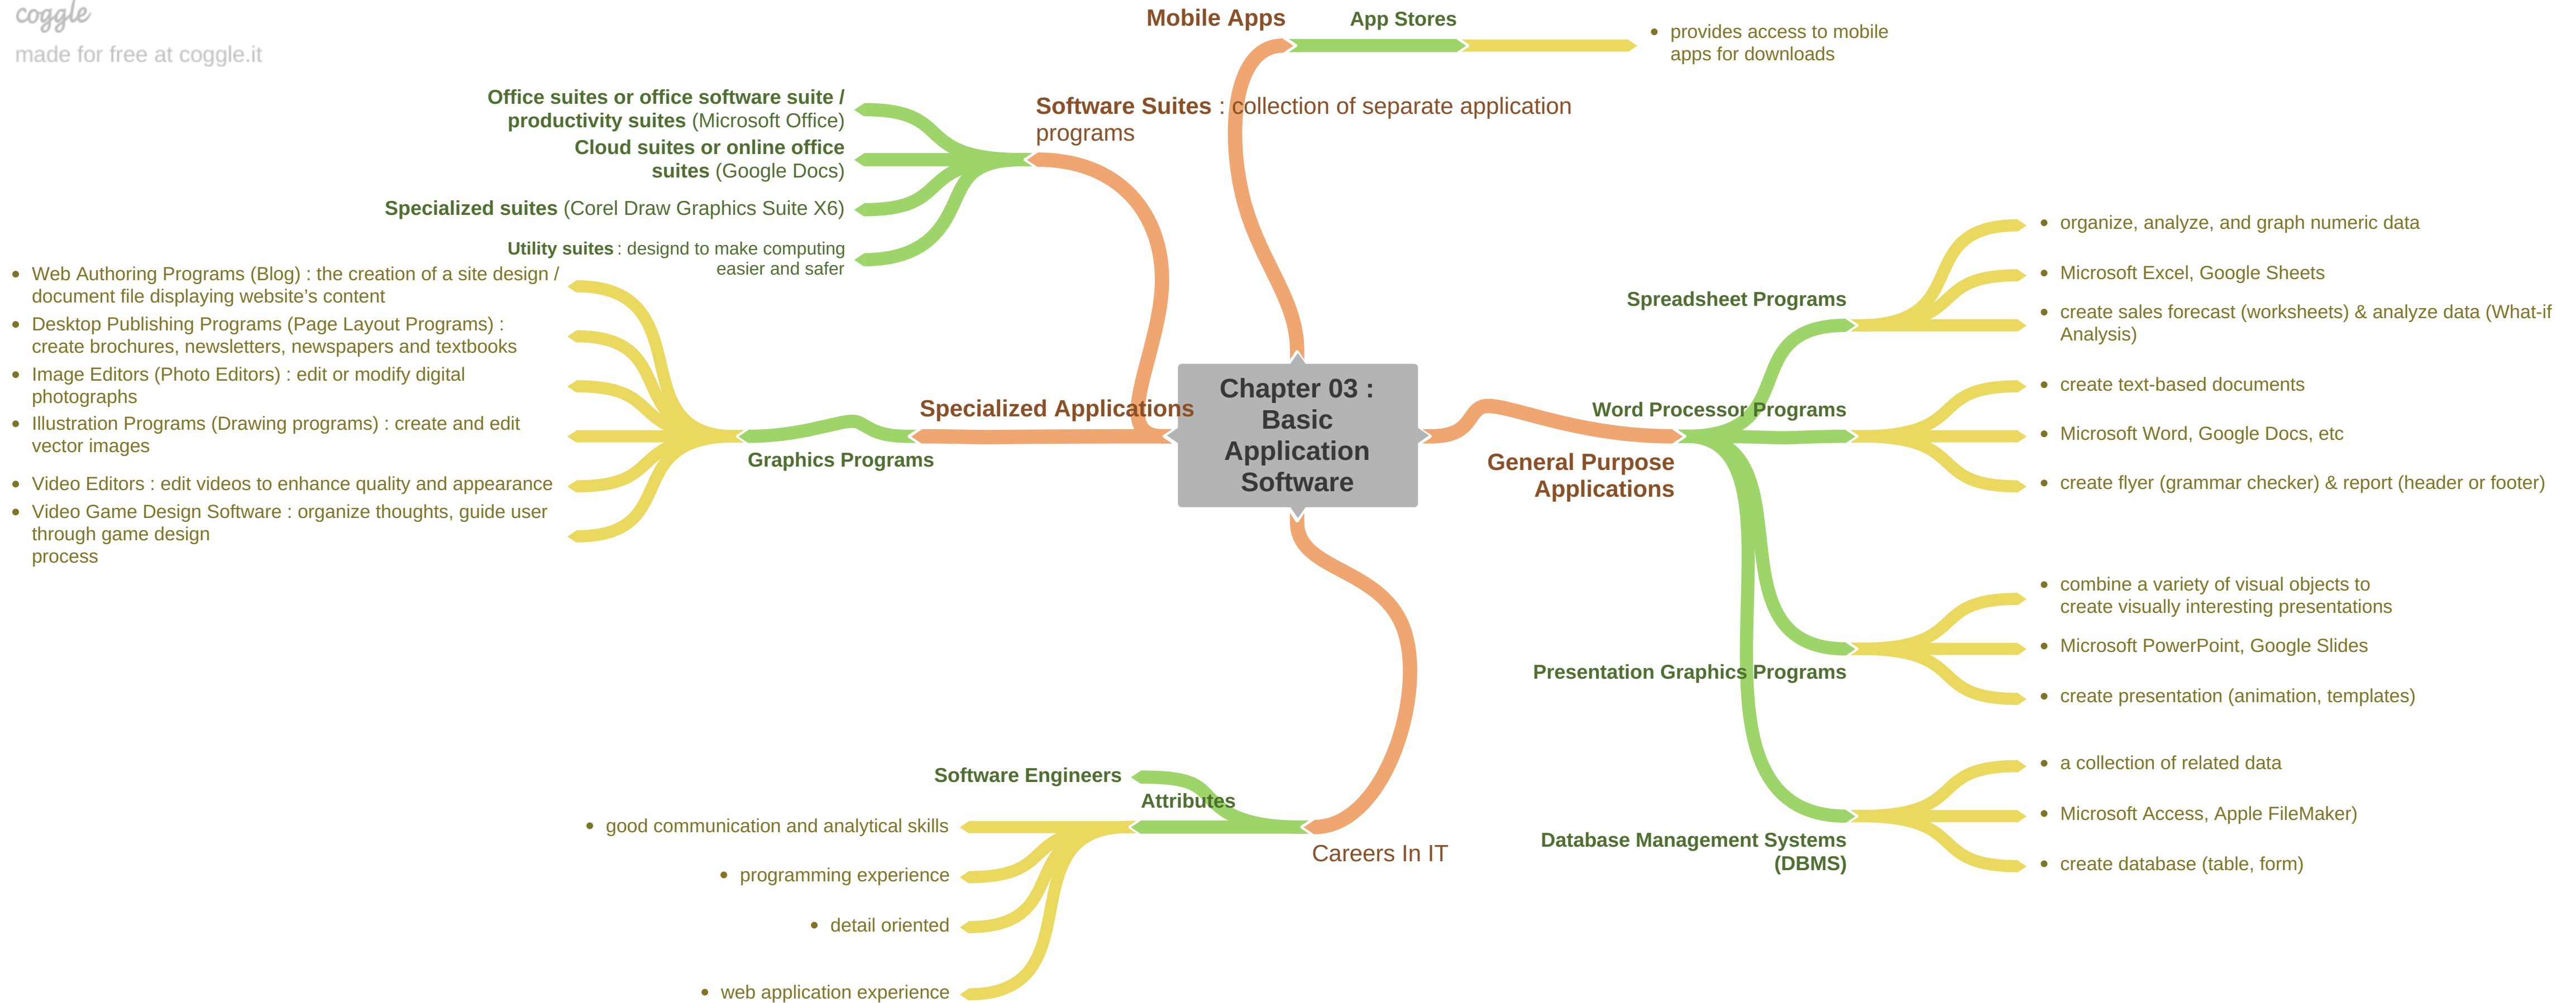 coggle
made for free at coggle.it
Mobile Apps
App Stores
• provides access to mobile
apps for downloads
Software Suites : collection of separate application
programs
Office suites or office software suite /
productivity suites (Microsoft Office)
Cloud suites or online office
suites (Google Docs)
Specialized suites (Corel Draw Graphics Suite X6)
Utility suites : designd to make computing
easier and safer
• Web Authoring Programs (Blog) : the creation of a site design /
document file displaying website's content
• Desktop Publishing Programs (Page Layout Programs) :
create brochures, newsletters, newspapers and textbooks
• Image Editors (Photo Editors) : edit or modify digital
photographs
• Illustration Programs (Drawing programs) : create and edit
vector images
• Video Editors : edit videos to enhance quality and appearance
• Video Game Design Software : organize thoughts, guide user
through game design
process
Graphics Programs
Specialized Applications
Chapter 03 :
Basic
Application
Software
General Purpose
Applications
Spreadsheet Programs
• organize, analyze, and graph numeric data
• Microsoft Excel, Google Sheets
• create sales forecast (worksheets) & analyze data (What-if
Analysis)
Word Processor Programs
• create text-based documents
• Microsoft Word, Google Docs, etc
• create flyer (grammar checker) & report (header or footer)
Presentation Graphics Programs
• combine a variety of visual objects to
create visually interesting presentations
• Microsoft PowerPoint, Google Slides
• create presentation (animation, templates)
Database Management Systems
(DBMS)
• a collection of related data
• Microsoft Access, Apple FileMaker)
• create database (table, form)
Careers In IT
Software Engineers
Attributes
• good communication and analytical skills
• programming experience
• detail oriented
• web application experience